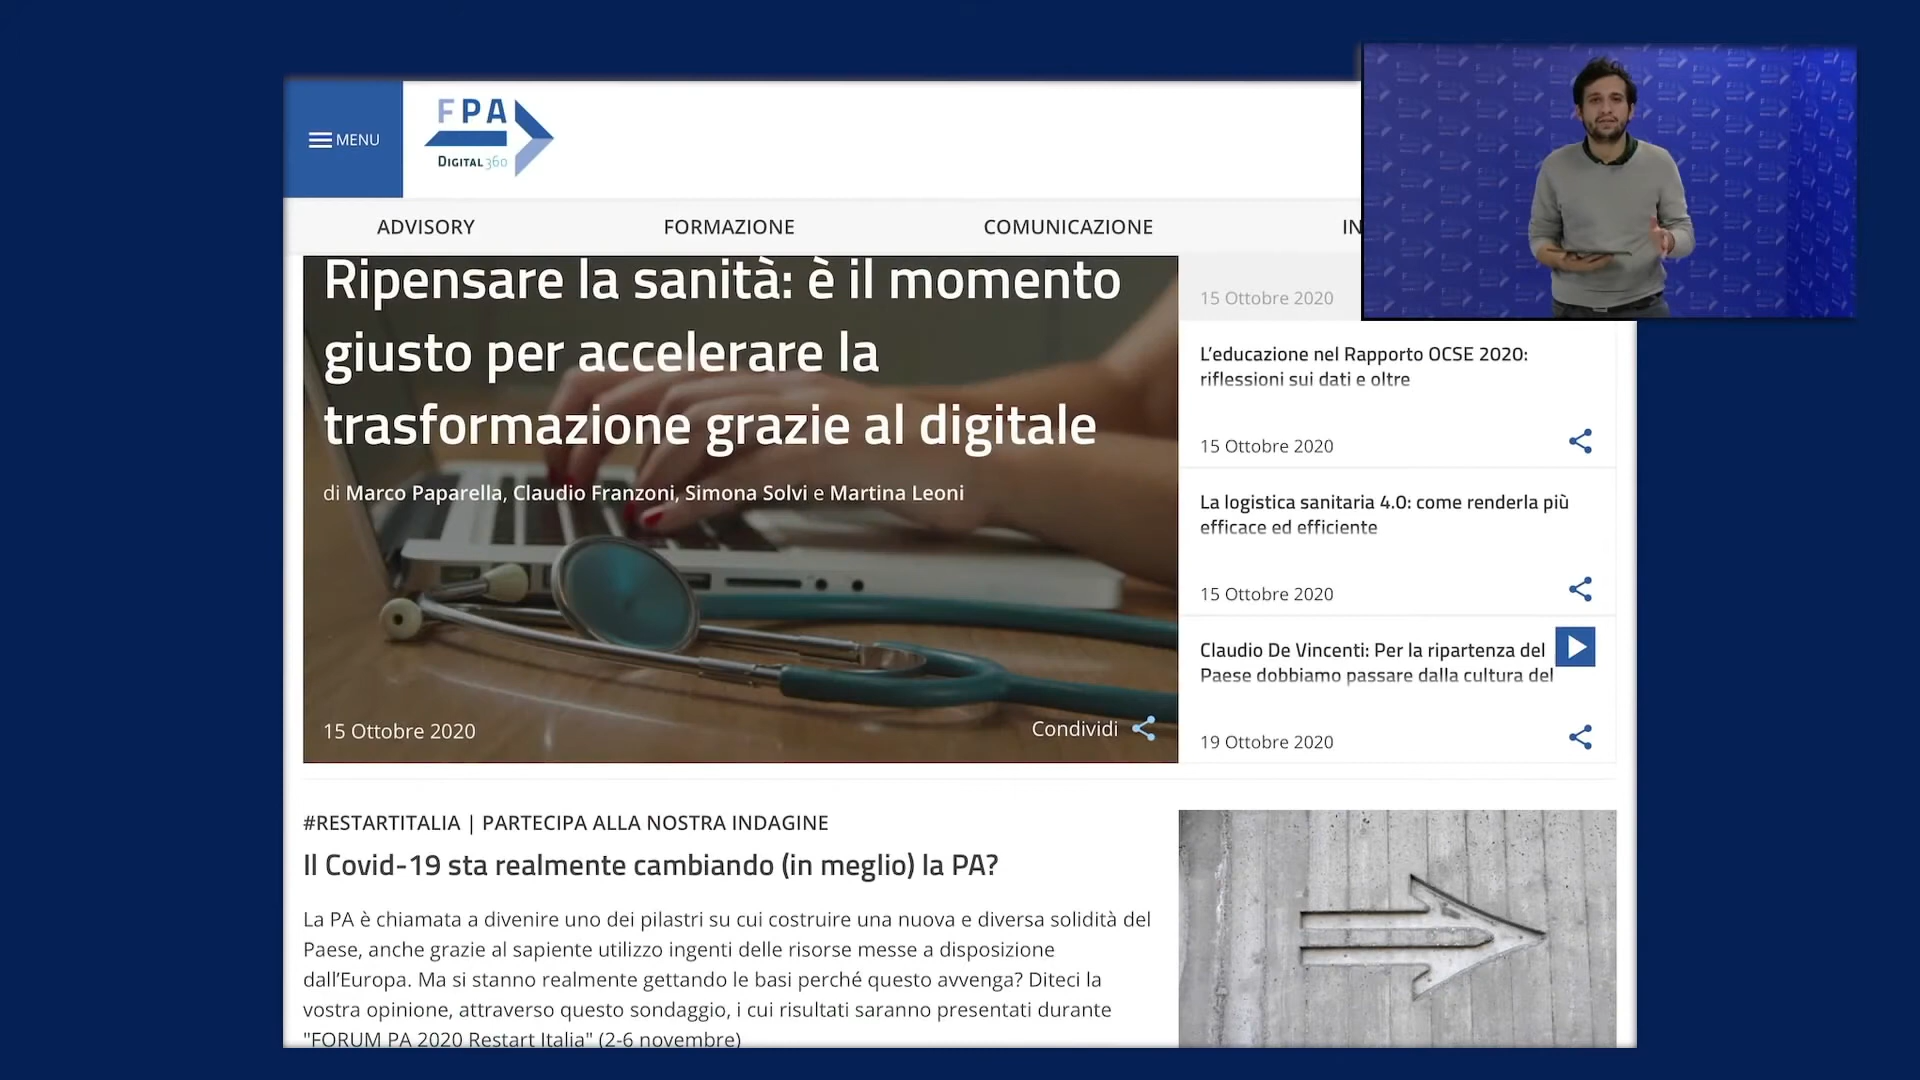 MENU
FPA
DIGITAL360
ADVISORY
FORMAZIONE
COMUNICAZIONE
IN
Ripensare la sanità: è il momento
giusto per accelerare la
trasformazione grazie al digitale
di Marco Paparella, Claudio Franzoni, Simona Solvi e Martina Leoni
15 Ottobre 2020
Condividi
15 Ottobre 2020
L'educazione nel Rapporto OCSE 2020:
riflessioni sui dati e oltre
15 Ottobre 2020
La logistica sanitaria 4.0: come renderla più
efficace ed efficiente
15 Ottobre 2020
Claudio De Vincenti: Per la ripartenza del
Paese dobbiamo passare dalla cultura del
19 Ottobre 2020
#RESTARTITALIA | PARTECIPA ALLA NOSTRA INDAGINE
Il Covid-19 sta realmente cambiando (in meglio) la PA?
La PA è chiamata a divenire uno dei pilastri su cui costruire una nuova e diversa solidità del
Paese, anche grazie al sapiente utilizzo ingenti delle risorse messe a disposizione
dall'Europa. Ma si stanno realmente gettando le basi perché questo avvenga? Diteci la
vostra opinione, attraverso questo sondaggio, i cui risultati saranno presentati durante
"FORUM PA 2020 Restart Italia" (2-6 novembre)